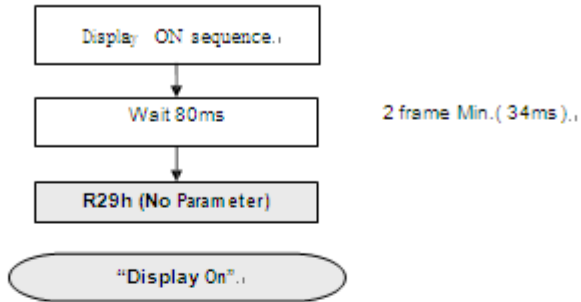 Display ON sequence.
Wait 80ms
2 frame Min.( 34ms).
R29h (No Parameter)
“Display On”.